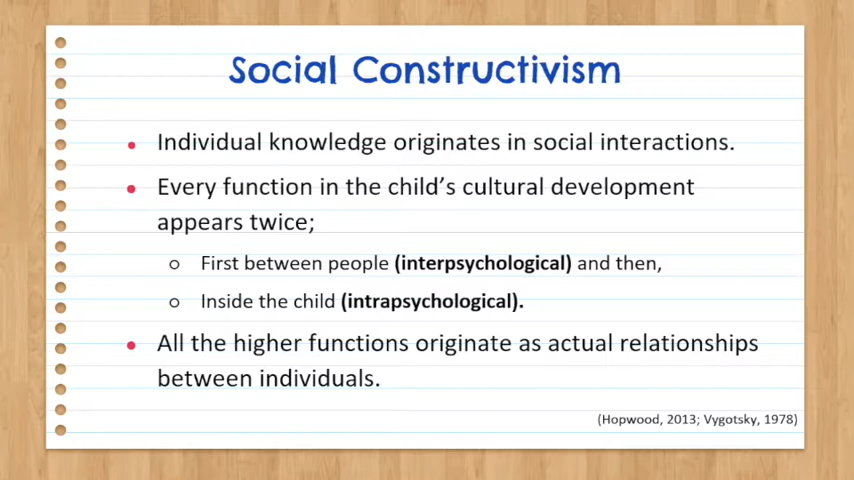 Social Constructivism
• Individual knowledge originates in social interactions.
• Every function in the child’s cultural development
appears twice;
○ First between people (interpsychological) and then,
○ Inside the child (intrapsychological).
• All the higher functions originate as actual relationships
between individuals.
(Hopwood, 2013; Vygotsky, 1978)